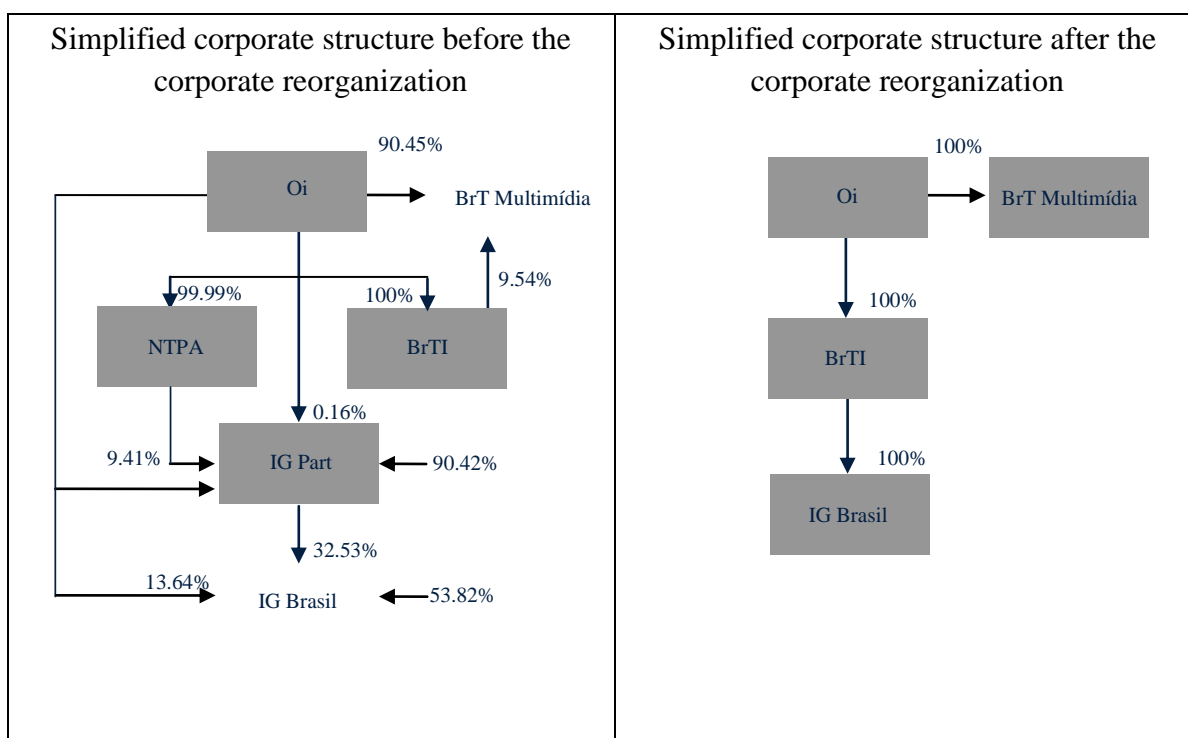 Simplified corporate structure before the
corporate reorganization
90.45%
Oi
BrT Multimídia
9.54%
99.99%
100%
NTPA
BrTI
0.16%
9.41%
IG Part
90.42%
32.53%
13.64%
IG Brasil
53.82%
Simplified corporate structure after the
corporate reorganization
100%
Oi
BrT Multimídia
100%
BrTI
100%
IG Brasil